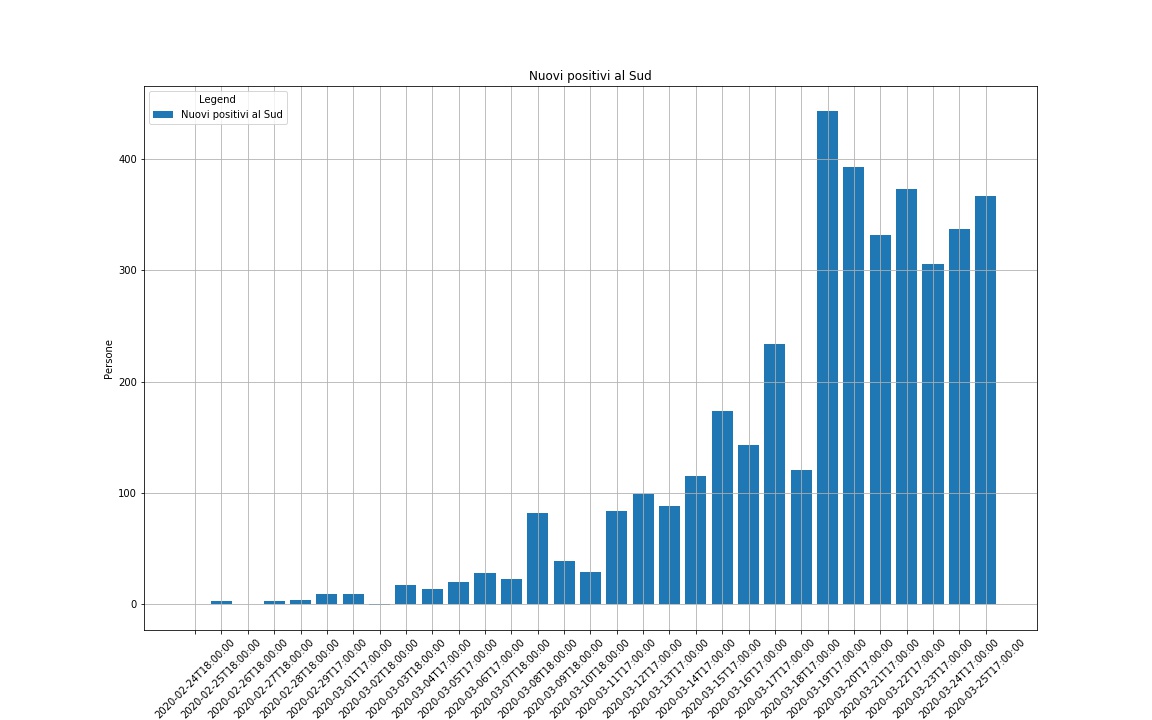 Nuovi positivi al Sud
Legend
Nuovi positivi al Sud
400
300
200
100
0
Persone
2020-02-24T18:00:00
2020-02-25T18:00:00
2020-02-26T18:00:00
2020-02-27T18:00:00
2020-02-28T18:00:00
2020-02-29T17:00:00
2020-03-01T17:00:00
2020-03-02T18:00:00
2020-03-03T18:00:00
2020-03-04T17:00:00
2020-03-05T17:00:00
2020-03-06T17:00:00
2020-03-07T18:00:00
2020-03-08T18:00:00
2020-03-09T18:00:00
2020-03-10T18:00:00
2020-03-11T17:00:00
2020-03-12T17:00:00
2020-03-13T17:00:00
2020-03-14T17:00:00
2020-03-15T17:00:00
2020-03-16T17:00:00
2020-03-17T17:00:00
2020-03-18T17:00:00
2020-03-19T17:00:00
2020-03-20T17:00:00
2020-03-21T17:00:00
2020-03-22T17:00:00
2020-03-23T17:00:00
2020-03-24T17:00:00
2020-03-25T17:00:00